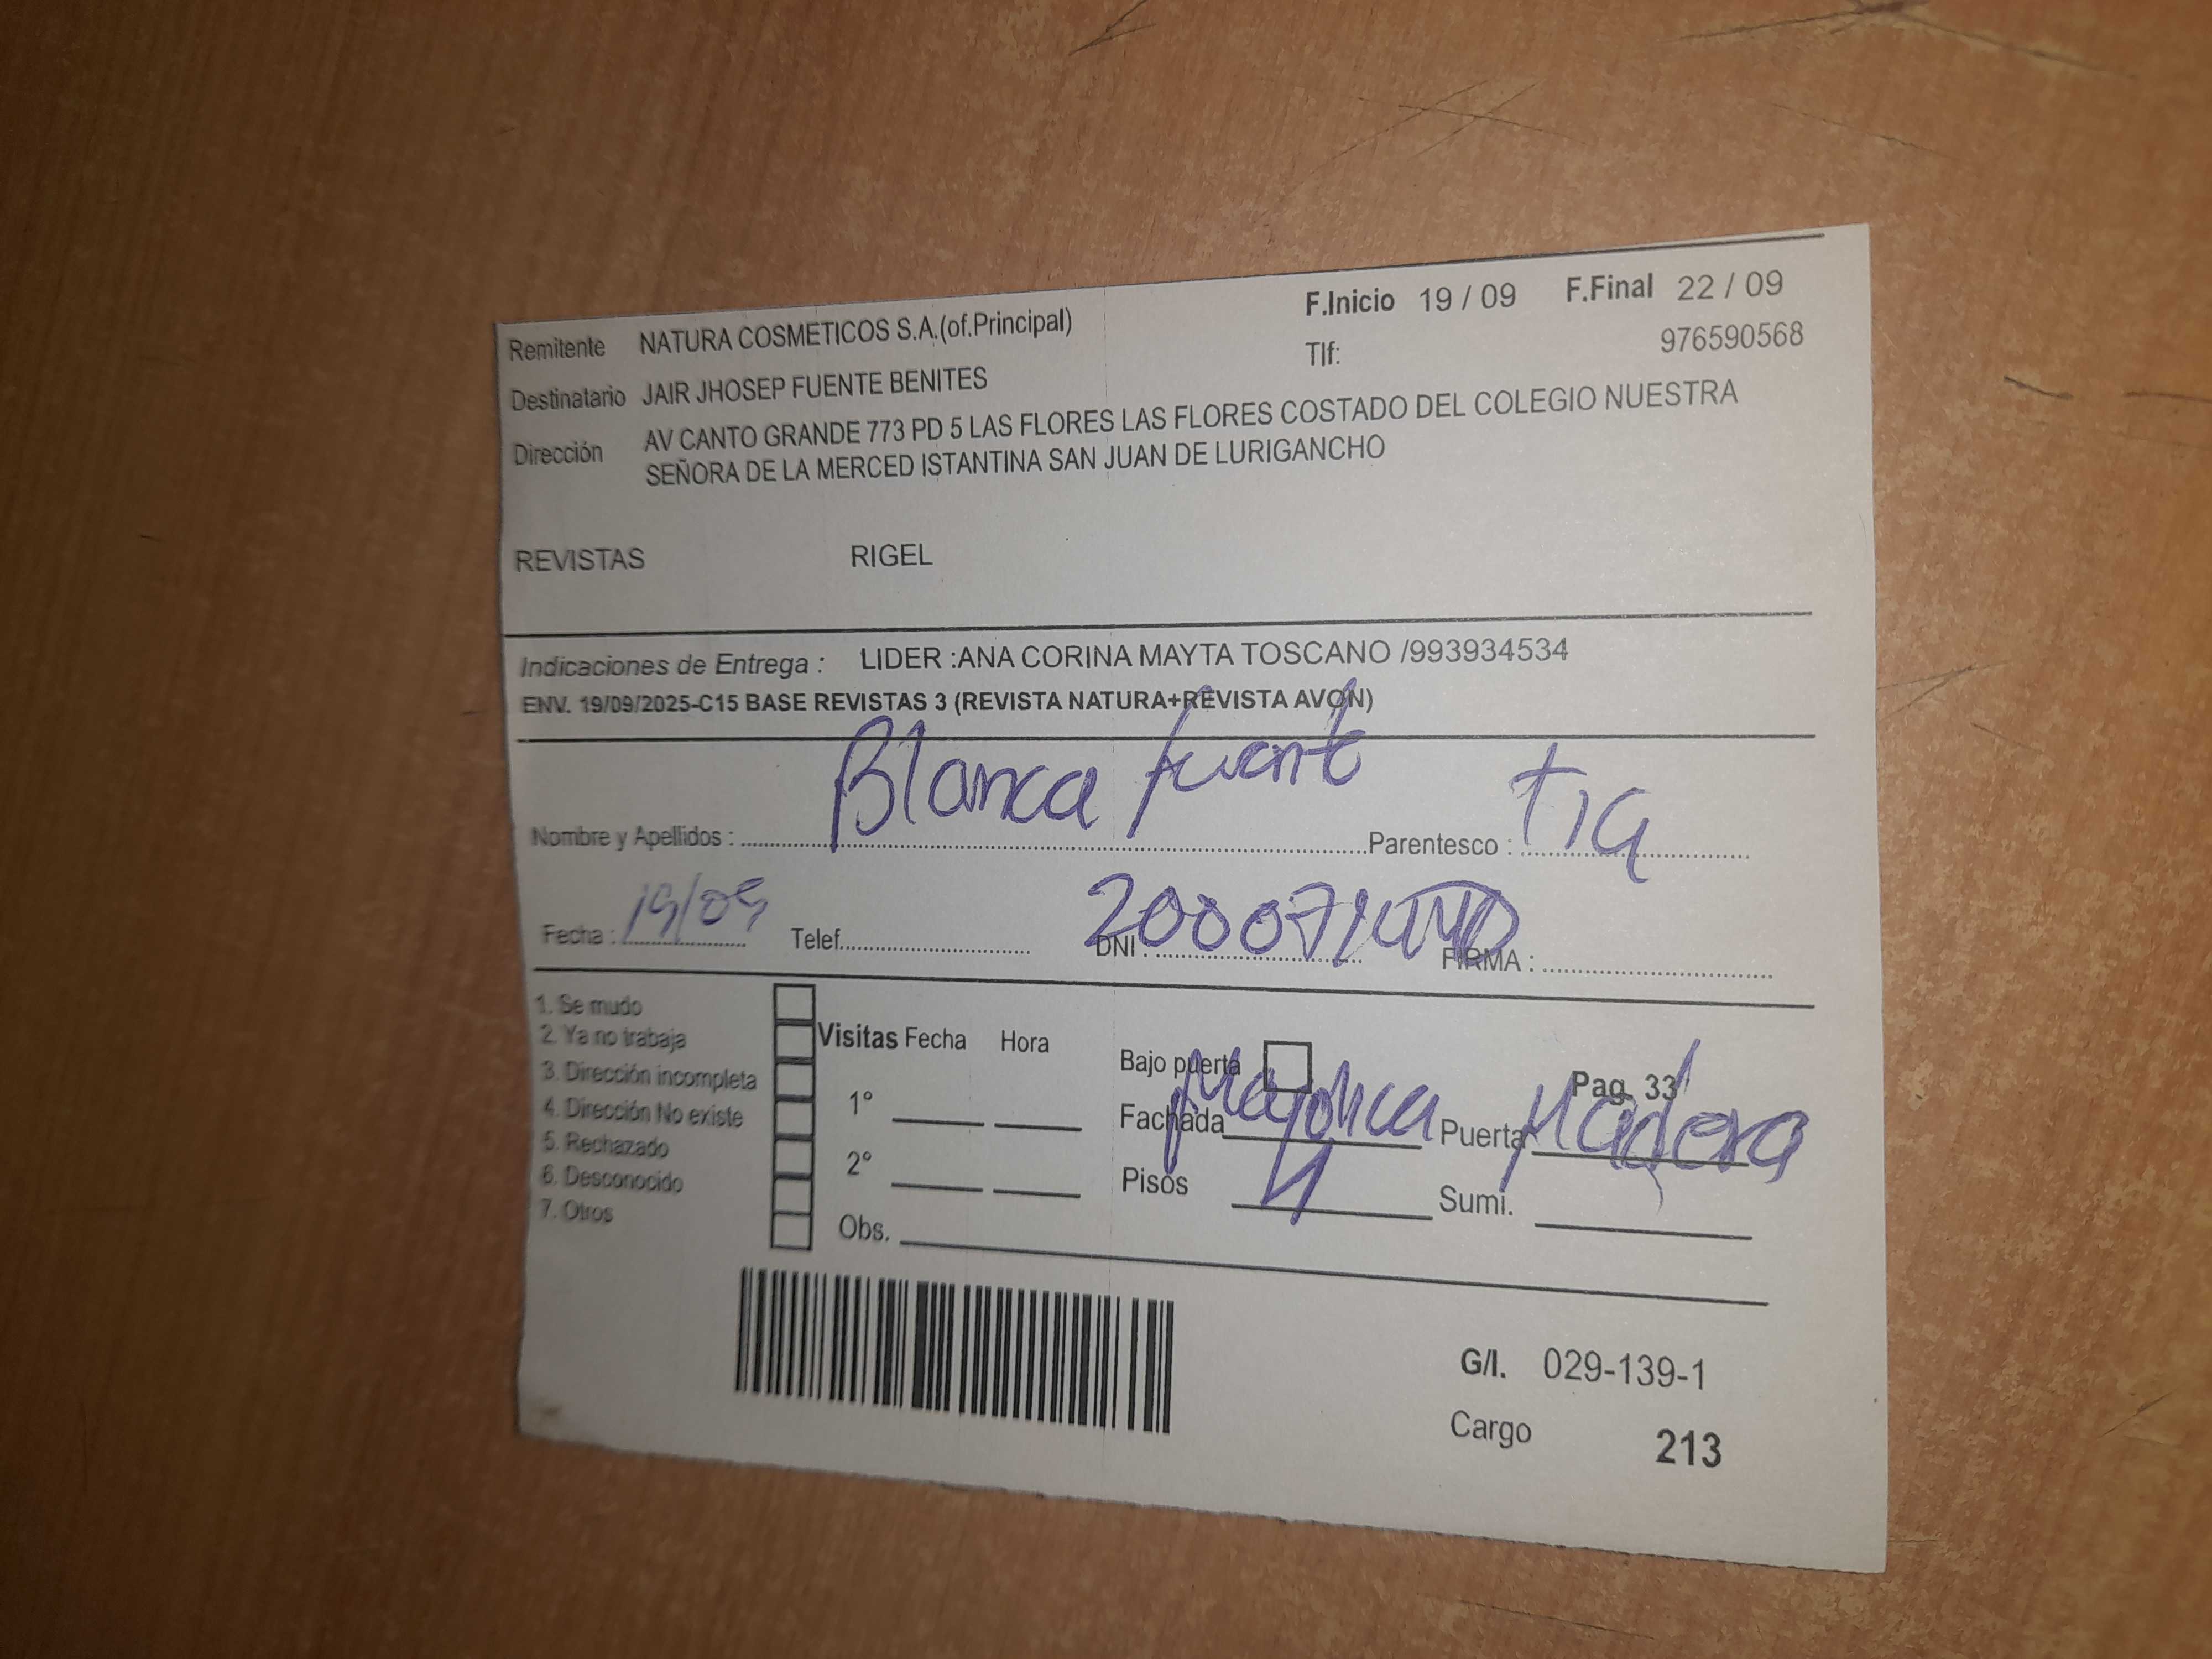 F.Inicio 19 / 09 F.Final 22 / 09
Remitente NATURA COSMETICOS S.A.(of.Principal)
Tlf: 976590568
Destinatario JAIR JHOSEP FUENTE BENITES
Dirección AV CANTO GRANDE 773 PD 5 LAS FLORES LAS FLORES COSTADO DEL COLEGIO NUESTRA
SEÑORA DE LA MERCED ISTANTINA SAN JUAN DE LURIGANCHO
REVISTAS RIGEL
Indicaciones de Entrega : LIDER :ANA CORINA MAYTA TOSCANO /993934534
ENV. 19/09/2025-C15 BASE REVISTAS 3 (REVISTA NATURA+REVISTA AVON)
Nombre y Apellidos : Blanca fuente Parentesco : Tia
Fecha : 19/09 Telef. DNI : FIRMA :
1. Se mudo
2. Ya no trabaja
3. Dirección incompleta
4. Dirección No existe
5. Rechazado
6. Desconocido
7. Otros
Visitas Fecha Hora
1°
2°
Obs.
Bajo puerta Pag. 33
Fachada Mayolica Puerta Madera
Pisos 4 Sumi.
G/I. 029-139-1
Cargo 213